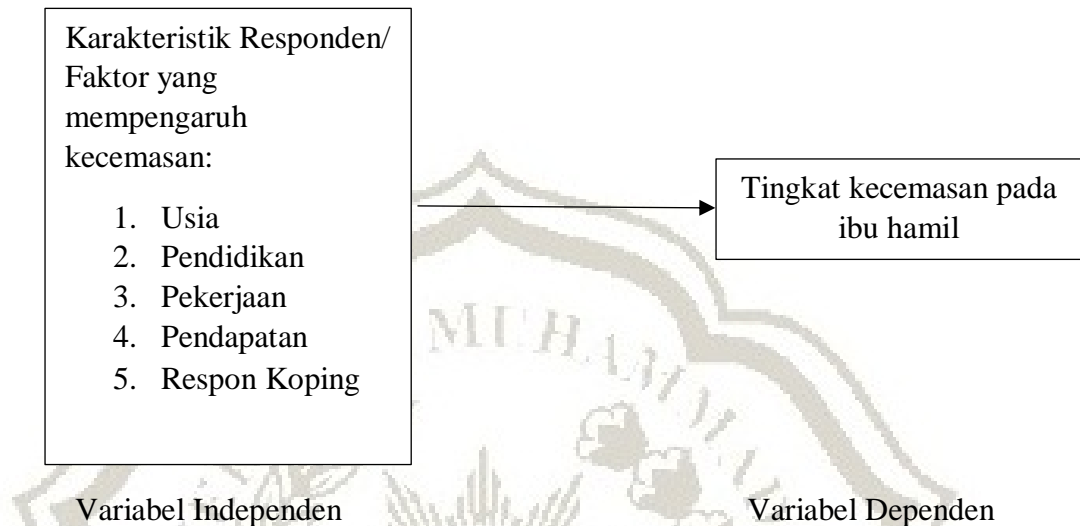 Karakteristik Responden/
Faktor yang
mempengaruh
kecemasan:
1. Usia
2. Pendidikan
3. Pekerjaan
4. Pendapatan
5. Respon Koping
Tingkat kecemasan pada
ibu hamil
MUHAMMA
Variabel Independen
Variabel Dependen